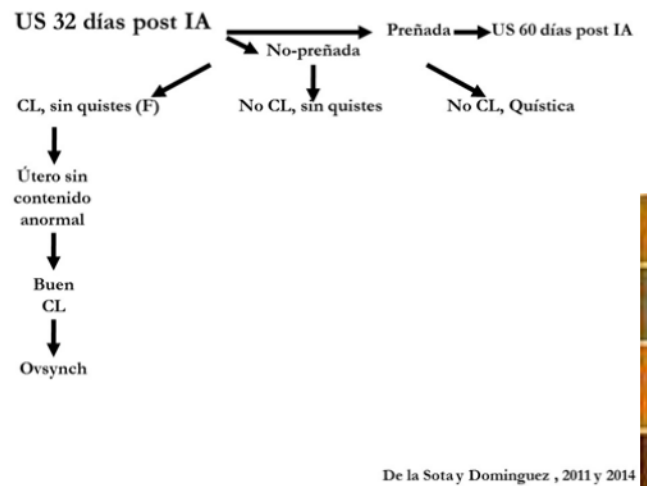 US 32 días post IA
Preñada
US 60 días post IA
No-preñada
CL, sin quistes (F)
No CL, sin quistes
No CL, Quística
Útero sin
contenido
anormal
Buen
CL
Ovsynch
De la Sota y Dominguez , 2011 y 2014